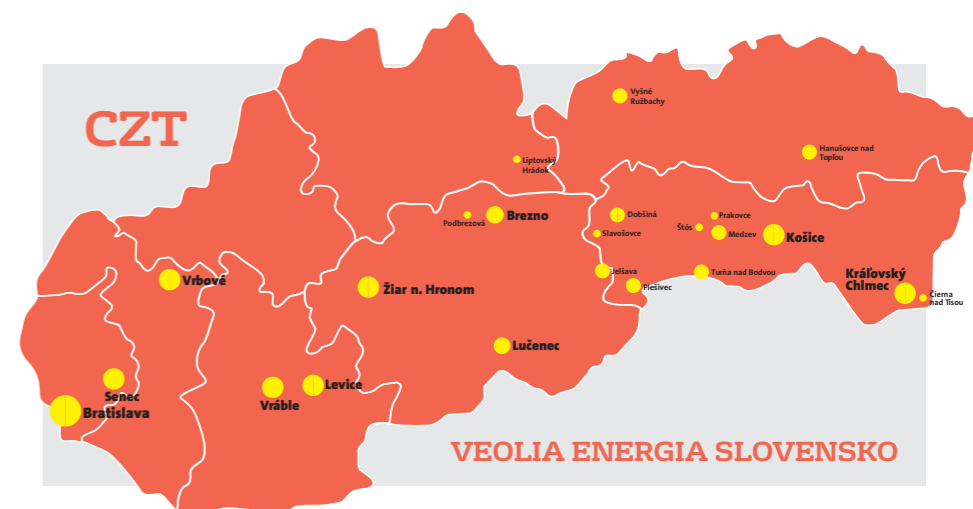 CZT
Vyšné
Ružbachy
Hanušovce nad
Topľou
Liptovský
Hrádok
Podbrezová
Brezno
Dobšiná
Slavošovce
Prakovce
Štós
Medzev
Košice
Jelšava
Plešivec
Turňa nad Bodvou
Kráľovský
Chlmec
Čierna
nad Tisou
Vrbové
Žiar n. Hronom
Lučenec
Levice
Vráble
Senec
Bratislava
VEOLIA ENERGIA SLOVENSKO